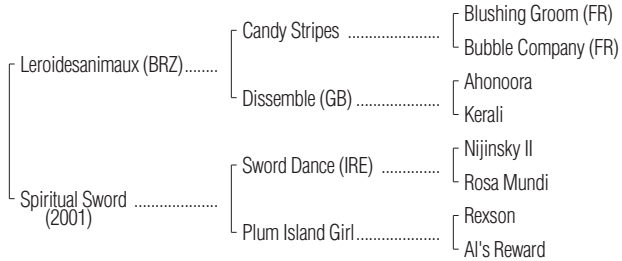 Blushing Groom (FR)
Candy Stripes ....................
Bubble Company (FR)
Leroidesanimaux (BRZ)........
Ahonoora
Dissemble (GB) ..................
Kerali
Nijinsky II
Sword Dance (IRE) .............
Rosa Mundi
Spiritual Sword ....................
(2001)
Rexson
Plum Island Girl..................
Al's Reward